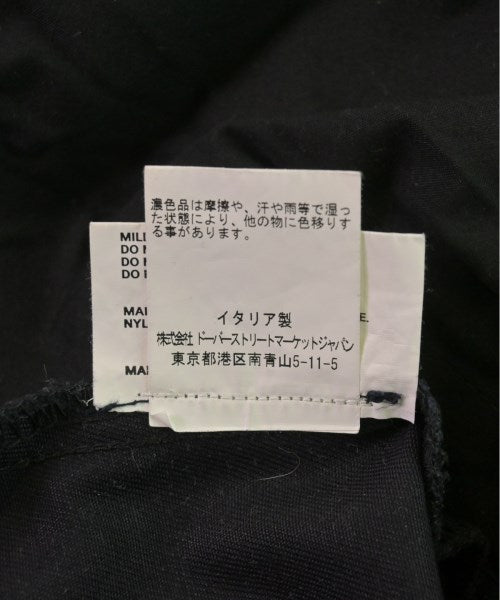 濃色品は摩擦や、汗や雨等で湿っ
た状態により、他の物に色移りす
る事があります。
イタリア製
株式会社 ドーバーストリートマーケットジャパン
東京都港区南青山5-11-5
DO
DO
DO